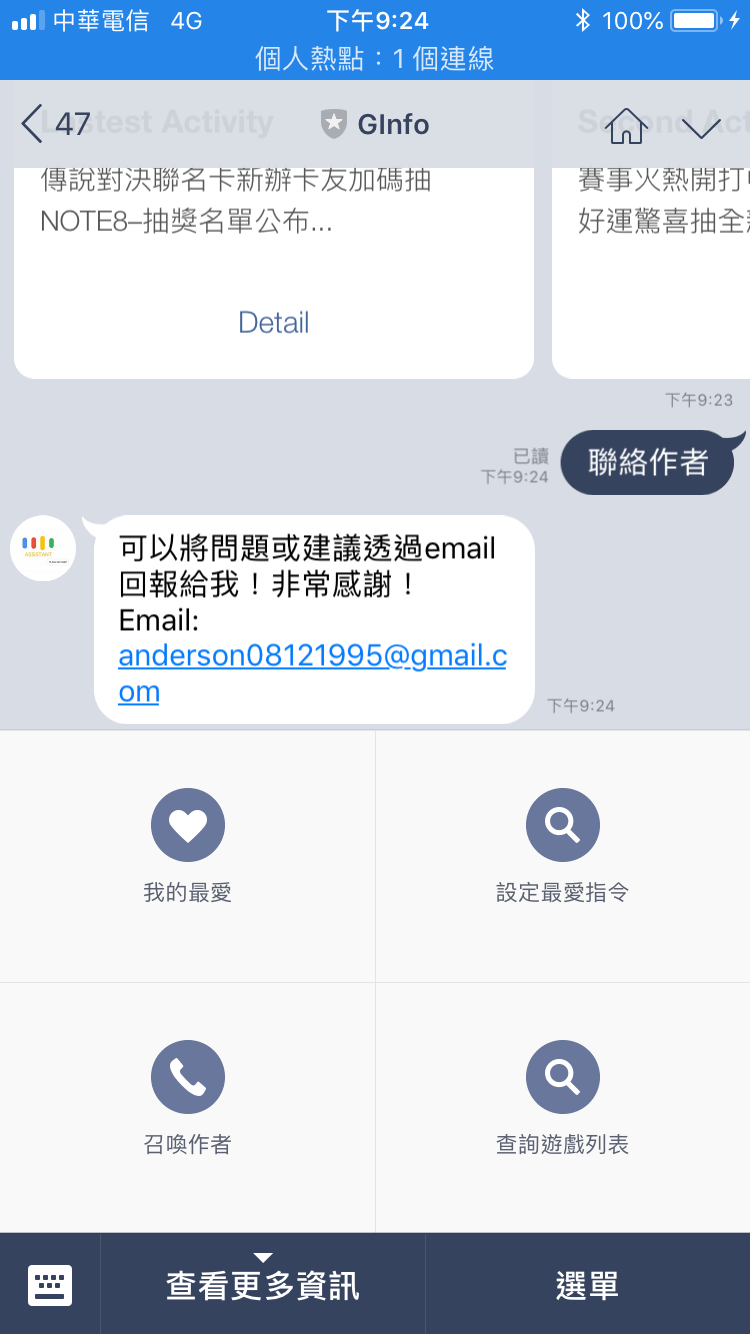 中華電信 4G 下午9:24 100%
個人熱點：1 個連線
47 Lastest Activity GInfo Second Act
傳說對決聯名卡新辦卡友加碼抽
NOTE8–抽獎名單公布...
Detail
賽事火熱開打
好運驚喜抽全
下午9:23
已讀
下午9:24
聯絡作者
ASSISTANT
可以將問題或建議透過email
回報給我！非常感謝！
Email:
anderson08121995@gmail.c
om
下午9:24
我的最愛
設定最愛指令
召喚作者
查詢遊戲列表
查看更多資訊
選單